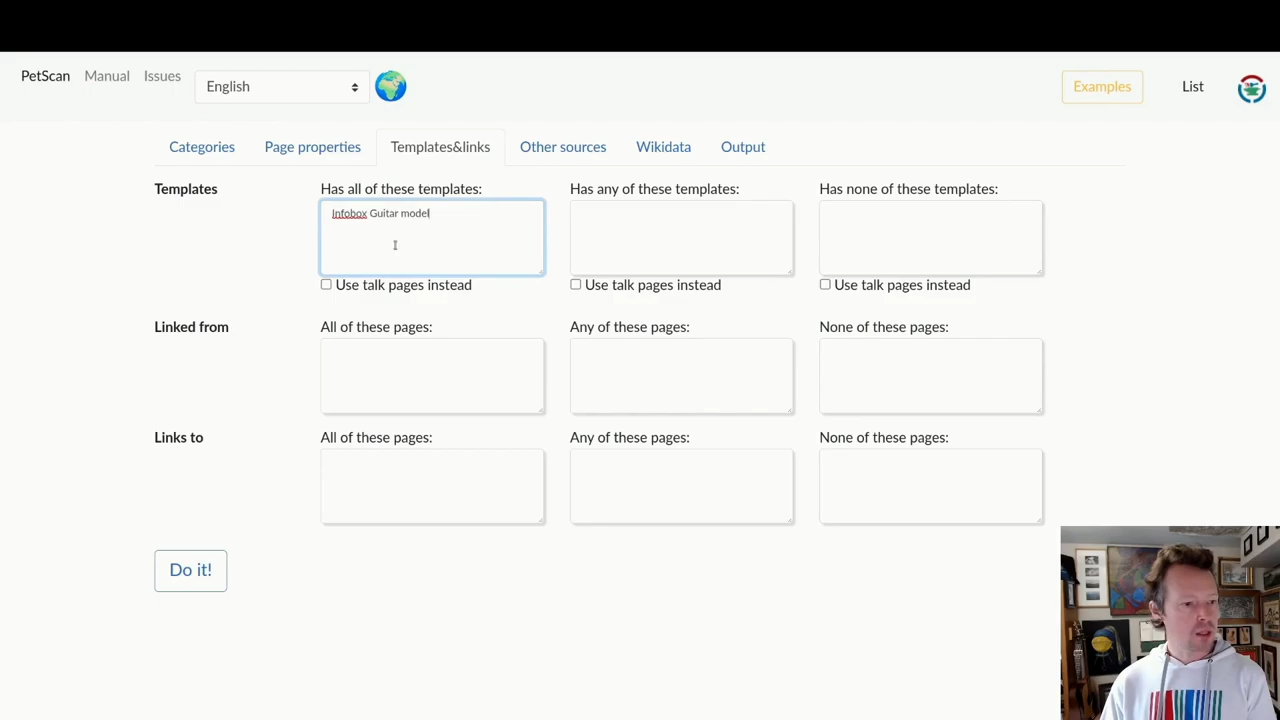 PetScan
Manual
Issues
English
Examples
List
Categories
Page properties
Templates&links
Other sources
Wikidata
Output
Templates
Has all of these templates:
Has any of these templates:
Has none of these templates:
Infobox Guitar model
Use talk pages instead
Use talk pages instead
Use talk pages instead
Linked from
All of these pages:
Any of these pages:
None of these pages:
Links to
All of these pages:
Any of these pages:
None of these pages:
Do it!